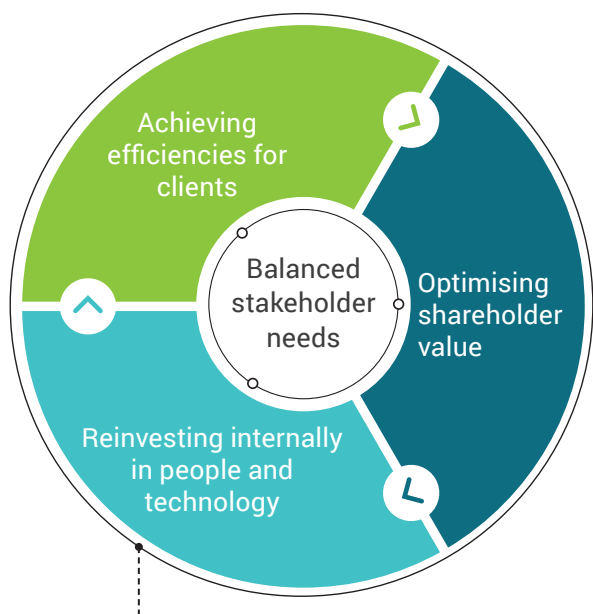 Achieving
efficiencies for
clients
Balanced
stakeholder
needs
Optimising
shareholder
value
Reinvesting internally
in people and
technology